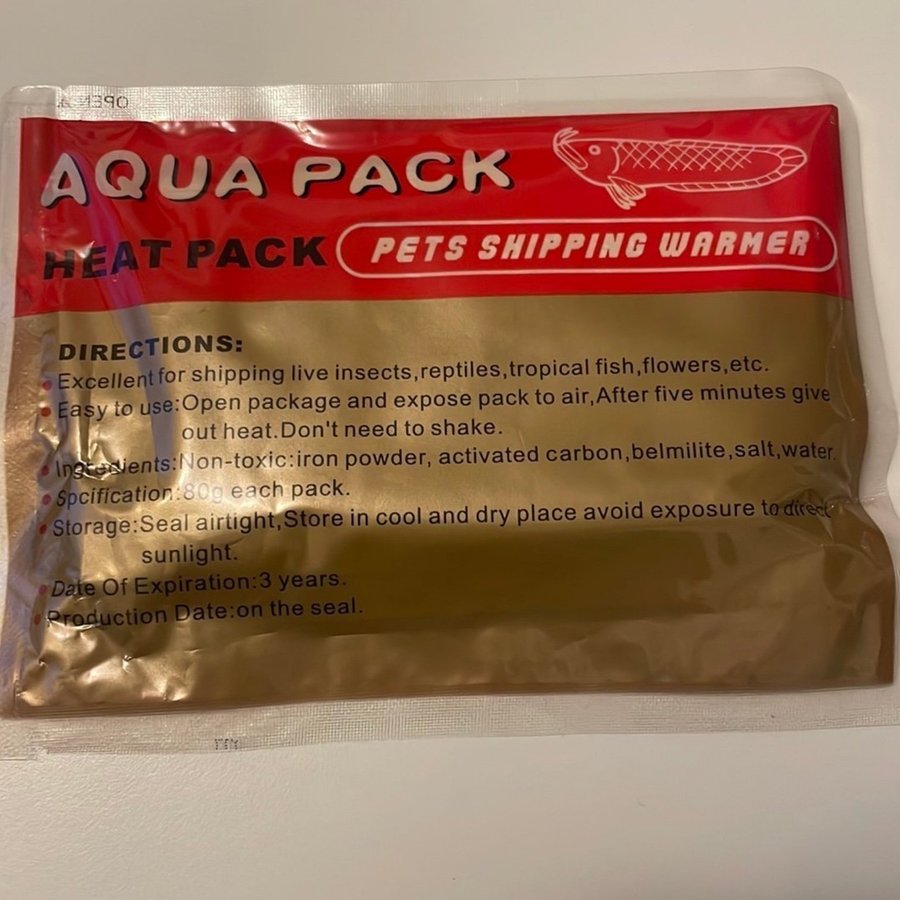 OPEN
AQUA PACK
HEAT PACK PETS SHIPPING WARMER
DIRECTIONS:
• Excellent for shipping live insects,reptiles,tropical fish,flowers,etc.
• Easy to use:Open package and expose pack to air,After five minutes give
out heat.Don't need to shake.
• Ingredients:Non-toxic:iron powder, activated carbon,belmilite,salt,water.
• Spcification:80g each pack.
• Storage:Seal airtight,Store in cool and dry place avoid exposure to direct
sunlight.
• Date Of Expiration:3 years.
• Production Date:on the seal.